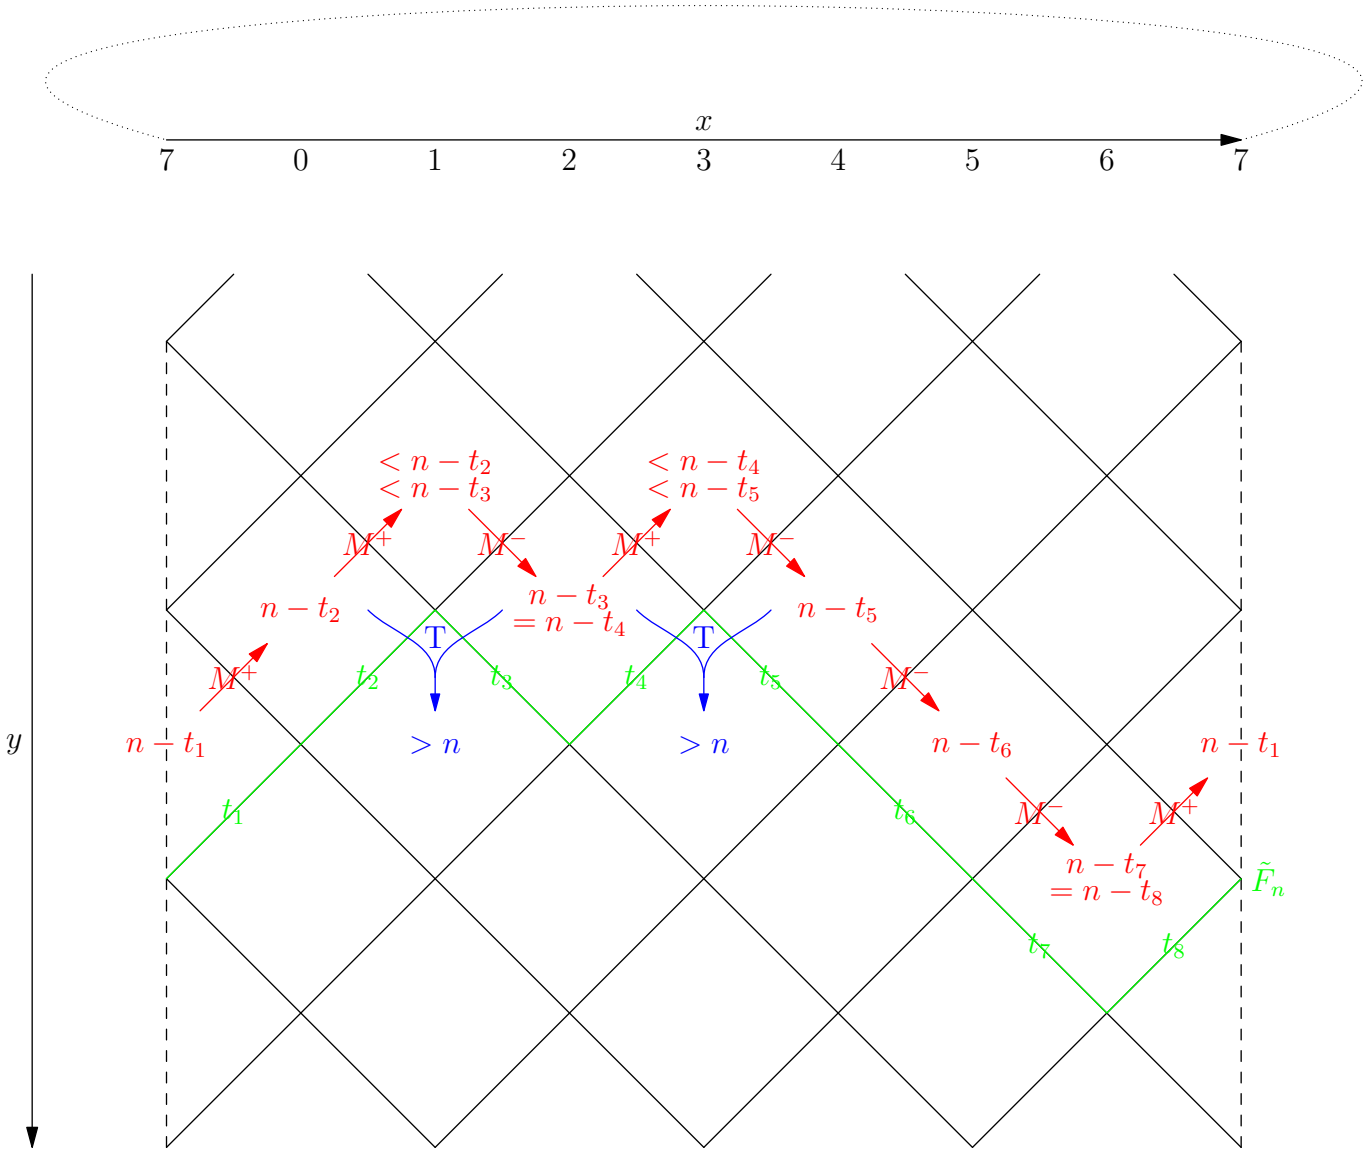 x
7 0 1 2 3 4 5 6 7
< n − t₂ < n − t₄
< n − t₃ < n − t₅
M⁺ M⁻ M⁺ M⁻
n − t₃
n − t₂ n − t₅
= n − t₄
T T
M⁺ t₂ t₃ t₄ t₅ M⁻
y n − t₁ > n > n n − t₆ n − t₁
t₁ t₆ M⁻ M⁺
n − t₇
= n − t₈ F̃ₙ
t₇ t₈